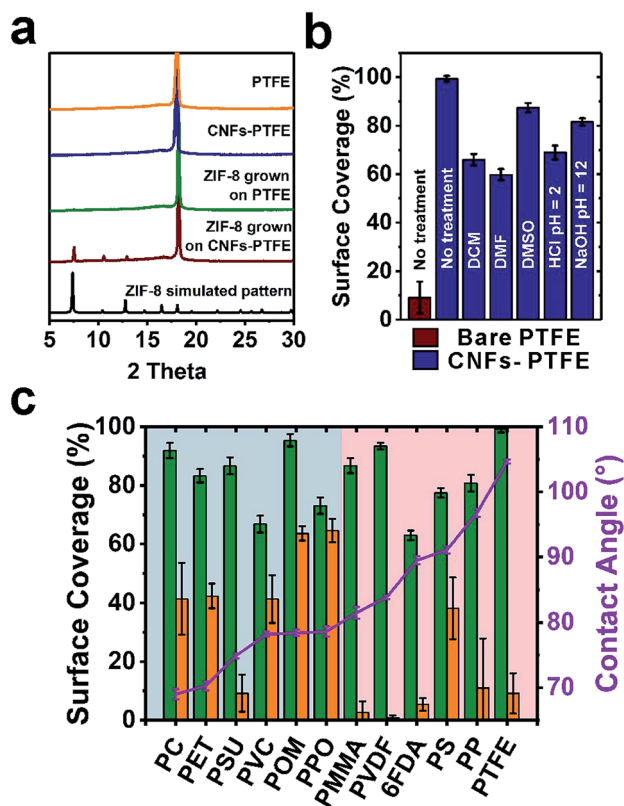 a
PTFE
CNFs-PTFE
ZIF-8 grown
on PTFE
ZIF-8 grown
on CNFs-PTFE
ZIF-8 simulated pattern
5 10 15 20 25 30
2 Theta
b
Surface Coverage (%)
100
80
60
40
20
0
No treatment
No treatment
DCM
DMF
DMSO
HCl pH = 2
NaOH pH = 12
Bare PTFE
CNFs- PTFE
c
Surface Coverage (%)
100
80
60
40
20
0
110
100
90
80
70
Contact Angle (°)
PC
PET
PSU
PVC
POM
PPO
PMMA
PVDF
6FDA
PS
PP
PTFE